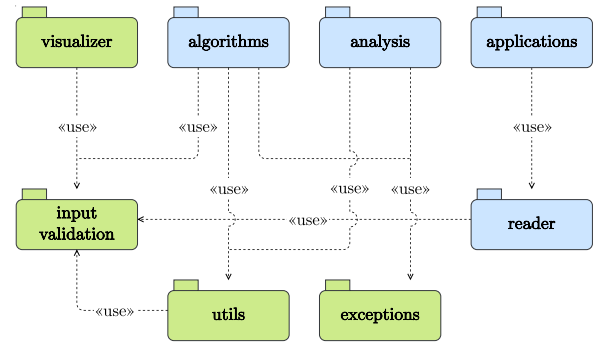 visualizer
algorithms
analysis
applications
«use»
«use»
«use»
«use»
«use»
«use»
input
validation
«use»
reader
«use»
utils
exceptions